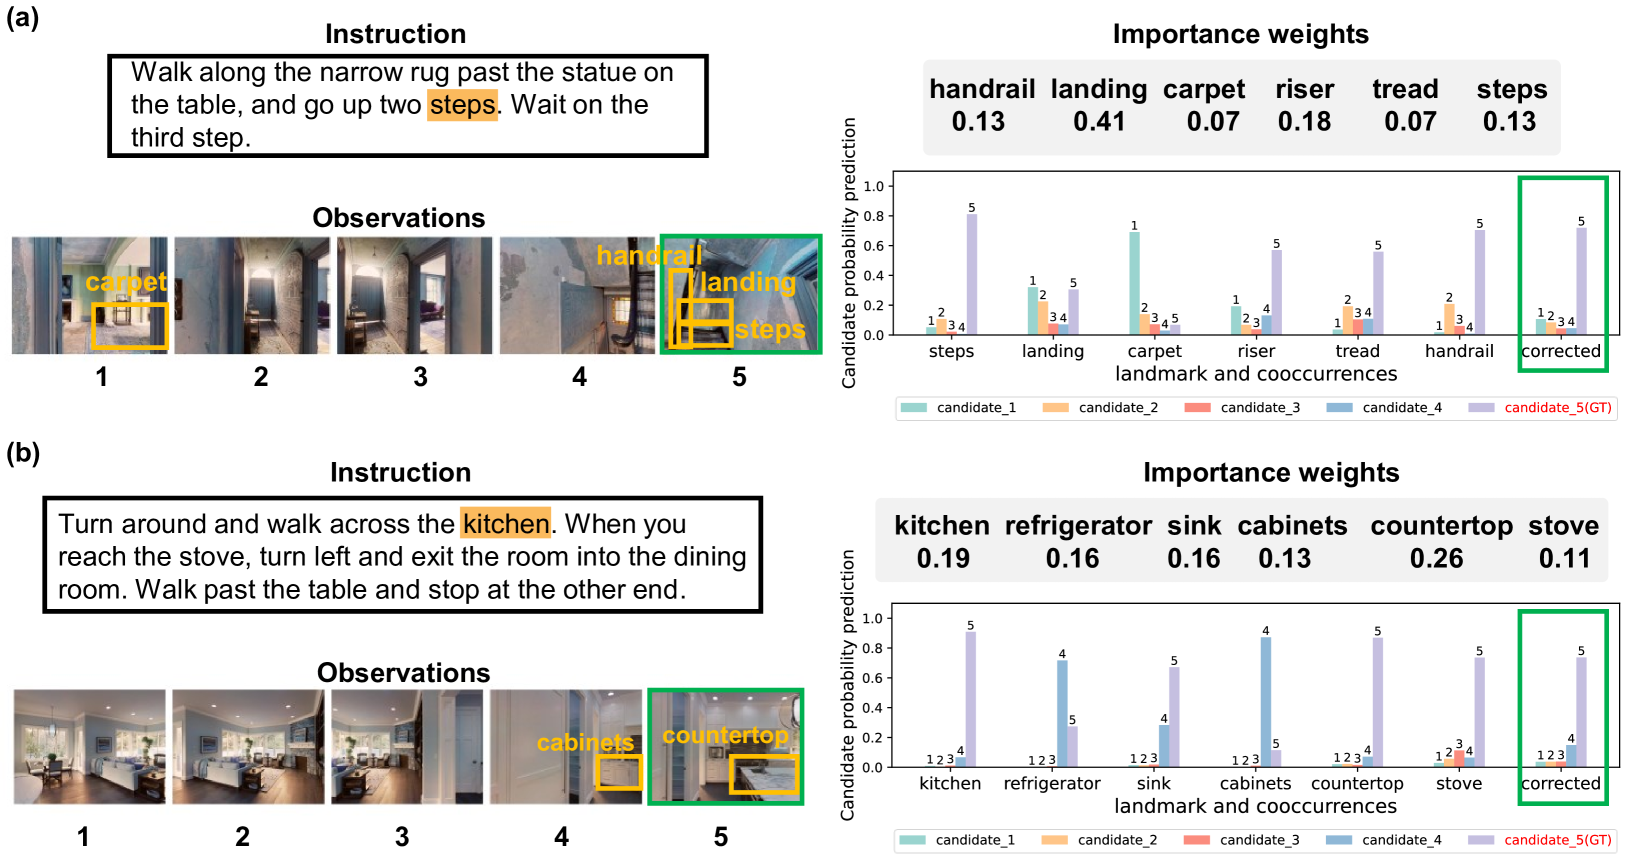 (a)
Instruction
Walk along the narrow rug past the statue on
the table, and go up two steps. Wait on the
third step.
Observations
carpet
handrail
landing
steps
1 2 3 4 5
Importance weights
handrail landing carpet riser tread steps
0.13 0.41 0.07 0.18 0.07 0.13
Candidate probability prediction
1.0
0.8
0.6
0.4
0.2
0.0
1 2 3 4 5
1 2 3 4 5
1 2 3 4 5
1 2 3 4 5
1 2 3 4 5
1 2 3 4 5
1 2 3 4 5
steps landing carpet riser tread handrail corrected
landmark and cooccurrences
candidate_1 candidate_2 candidate_3 candidate_4 candidate_5(GT)
(b)
Instruction
Turn around and walk across the kitchen. When you
reach the stove, turn left and exit the room into the dining
room. Walk past the table and stop at the other end.
Observations
cabinets
countertop
1 2 3 4 5
Importance weights
kitchen refrigerator sink cabinets countertop stove
0.19 0.16 0.16 0.13 0.26 0.11
Candidate probability prediction
1.0
0.8
0.6
0.4
0.2
0.0
1 2 3 4 5
1 2 3 4 5
1 2 3 4 5
1 2 3 4 5
1 2 3 4 5
1 2 3 4 5
1 2 3 4 5
kitchen refrigerator sink cabinets countertop stove corrected
landmark and cooccurrences
candidate_1 candidate_2 candidate_3 candidate_4 candidate_5(GT)